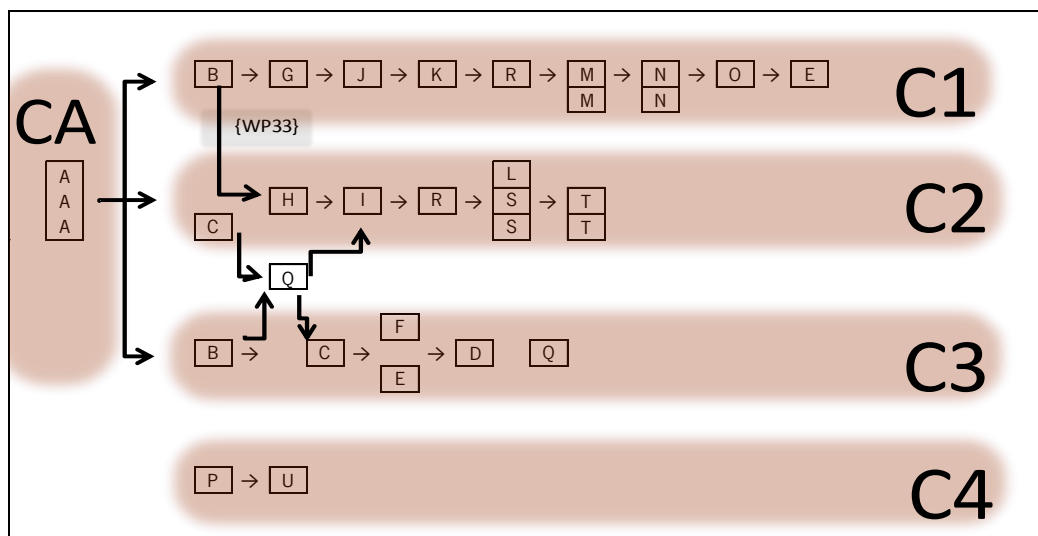 B → G → J → K → R → M → N → O → E
M N
C1
CA
{WP33}
A
A
A
L
H → I → R → S → T
C S T
C2
Q
F
B → C → → D Q
E
C3
P → U
C4